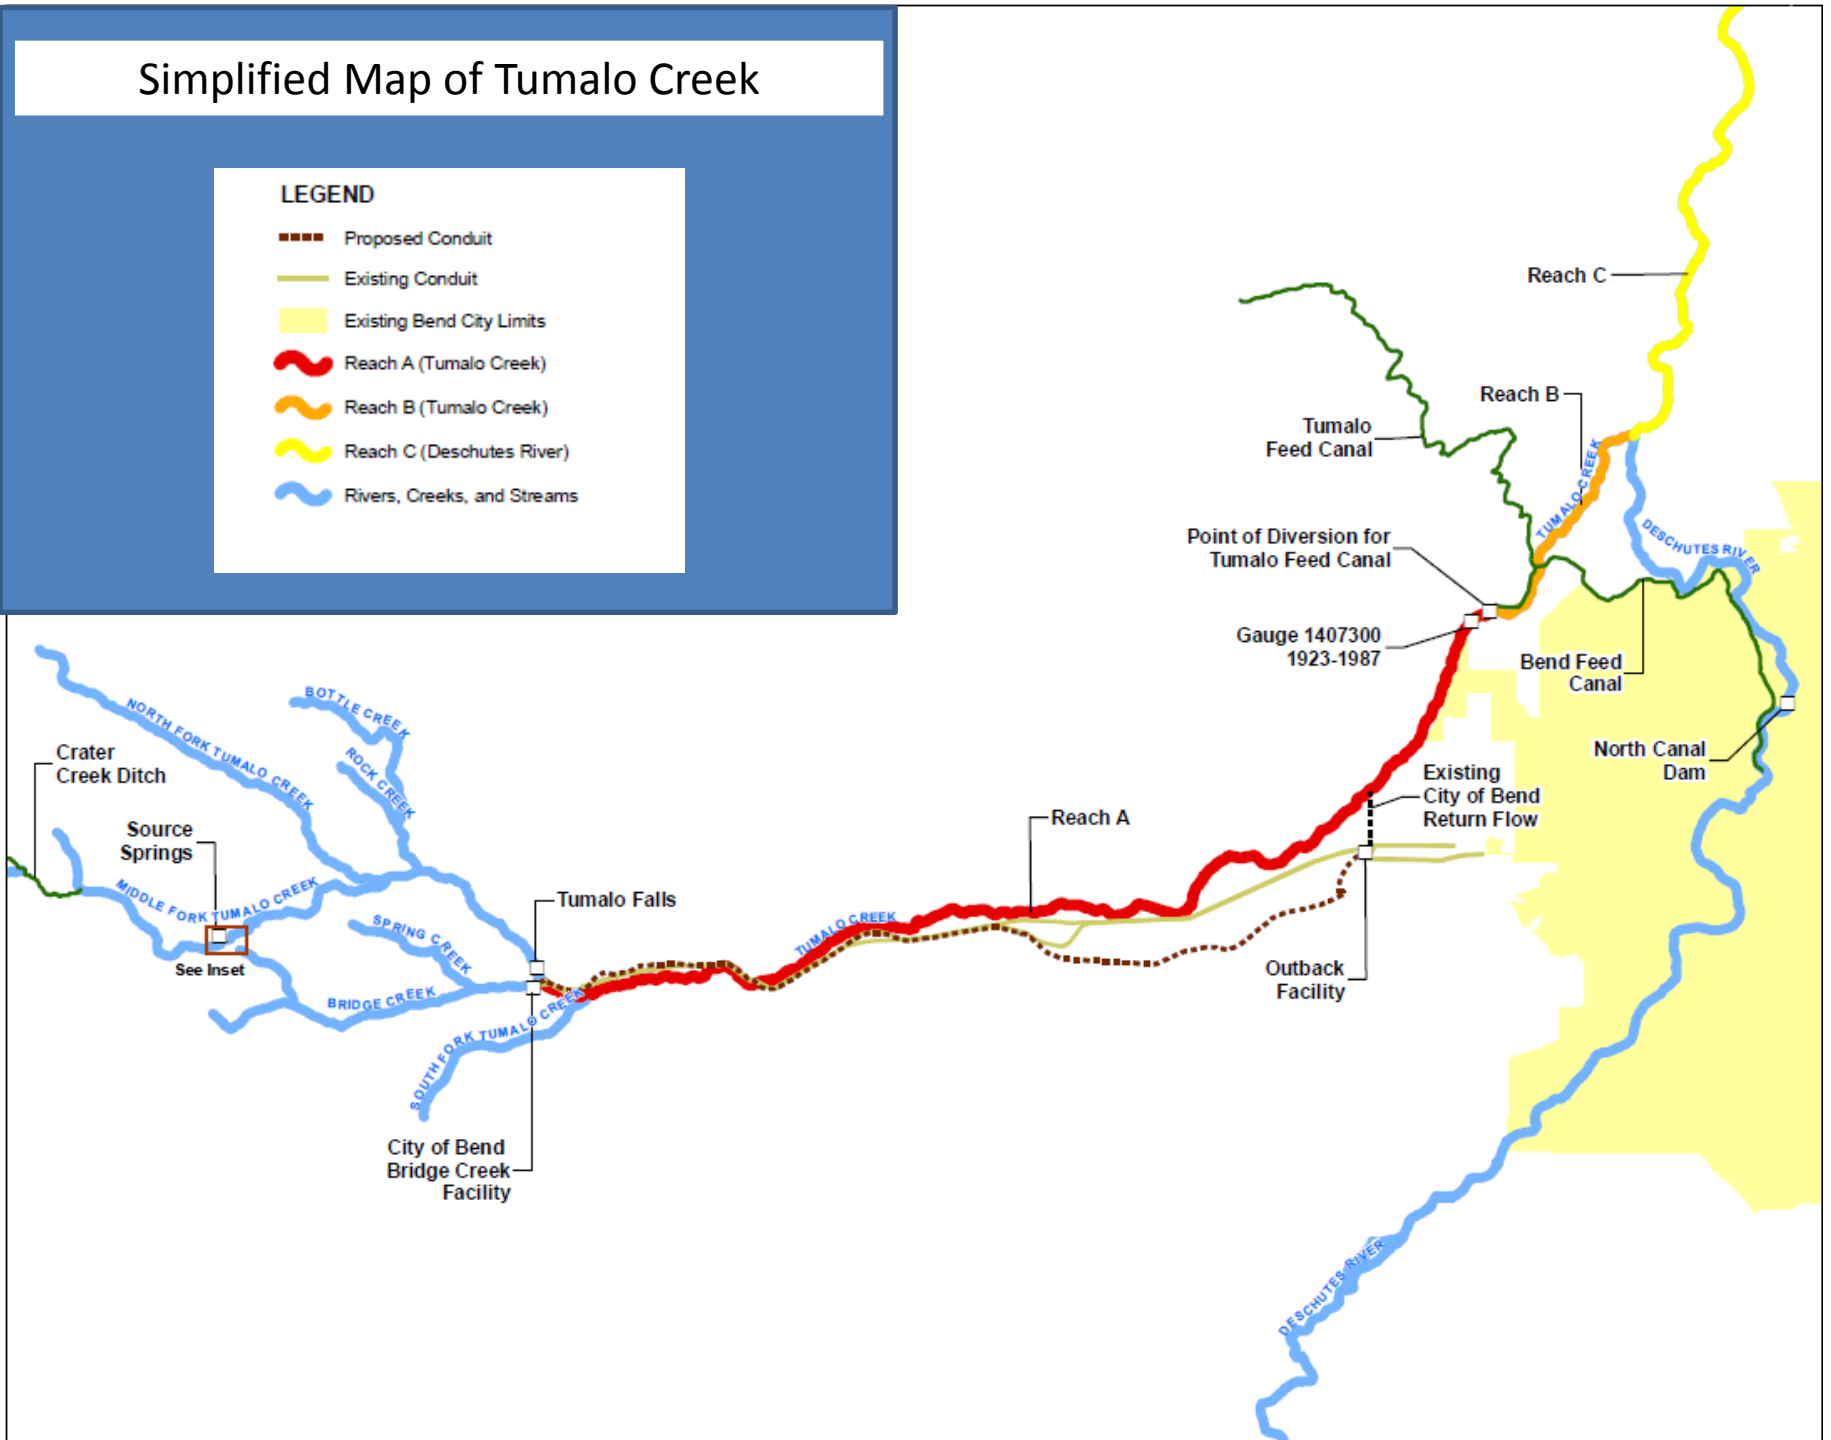 Simplified Map of Tumalo Creek
LEGEND
Proposed Conduit
Existing Conduit
Existing Bend City Limits
Reach A (Tumalo Creek)
Reach B (Tumalo Creek)
Reach C (Deschutes River)
Rivers, Creeks, and Streams
Reach C
Reach B
Tumalo
Feed Canal
TUMALO CREEK
Point of Diversion for
Tumalo Feed Canal
DESCHUTES RIVER
Gauge 1407300
1923-1987
Bend Feed
Canal
North Canal
Dam
Existing
City of Bend
Return Flow
BOTTLE CREEK
NORTH FORK TUMALO CREEK
ROCK CREEK
Crater
Creek Ditch
Source
Springs
MIDDLE FORK TUMALO CREEK
Reach A
Tumalo Falls
SPRING CREEK
TUMALO CREEK
See Inset
BRIDGE CREEK
Outback
Facility
SOUTH FORK TUMALO CREEK
City of Bend
Bridge Creek
Facility
DESCHUTES RIVER